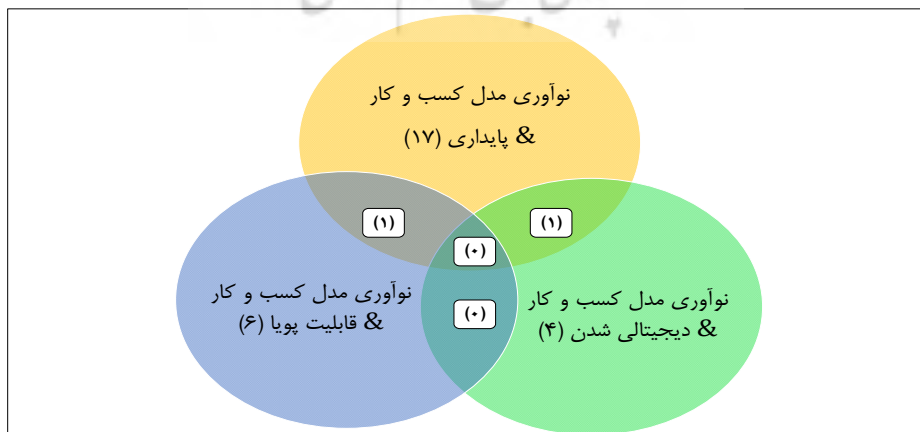 نوآوری مدل کسب و کار
& پایداری (۱۷)
(۱)
(۱)
(۰)
نوآوری مدل کسب و کار
& دیجیتالی شدن (۴)
نوآوری مدل کسب و کار
& قابلیت پویا (۶)
(۰)